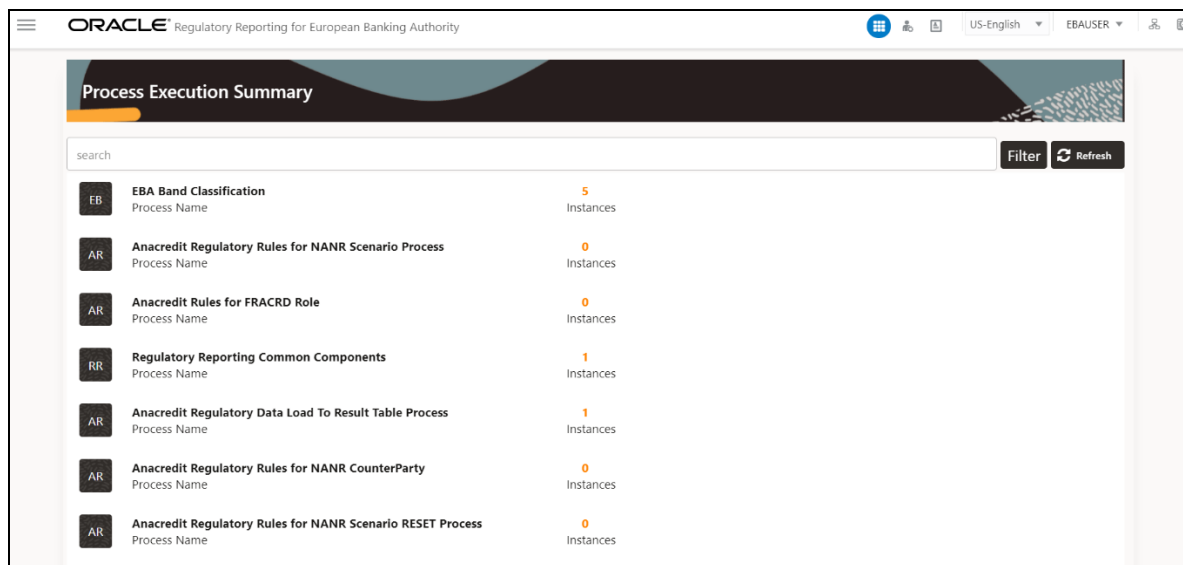 ORACLE® Regulatory Reporting for European Banking Authority US-English EBAUSER
Process Execution Summary
search Filter Refresh
EB EBA Band Classification 5
Process Name Instances
AR Anacredit Regulatory Rules for NANR Scenario Process 0
Process Name Instances
AR Anacredit Rules for FRACRD Role 0
Process Name Instances
RR Regulatory Reporting Common Components 1
Process Name Instances
AR Anacredit Regulatory Data Load To Result Table Process 1
Process Name Instances
AR Anacredit Regulatory Rules for NANR CounterParty 0
Process Name Instances
AR Anacredit Regulatory Rules for NANR Scenario RESET Process 0
Process Name Instances